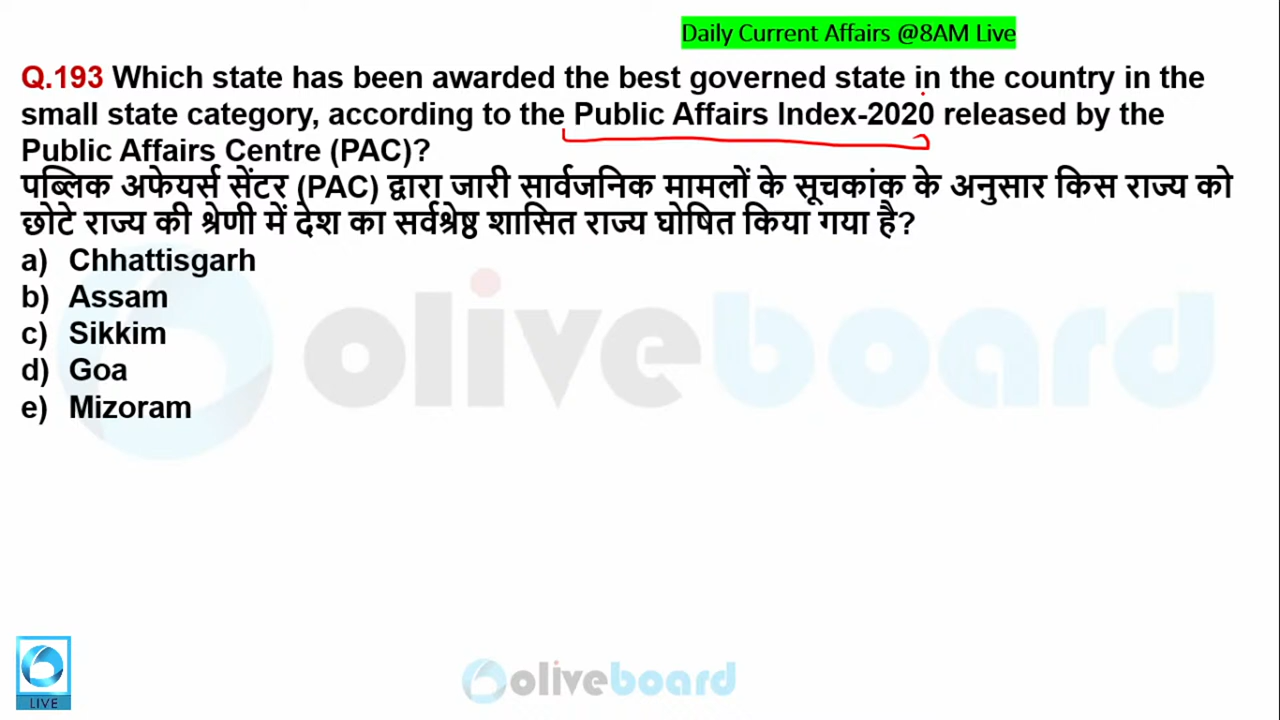 Daily Current Affairs @8AM Live
Q.193 Which state has been awarded the best governed state in the country in the
small state category, according to the Public Affairs Index-2020 released by the
Public Affairs Centre (PAC)?
पब्लिक अफेयर्स सेंटर (PAC) द्वारा जारी सार्वजनिक मामलों के सूचकांक के अनुसार किस राज्य को
छोटे राज्य की श्रेणी में देश का सर्वश्रेष्ठ शासित राज्य घोषित किया गया है?
a) Chhattisgarh
b) Assam
c) Sikkim
d) Goa
e) Mizoram
oliveboard
LIVE
oliveboard